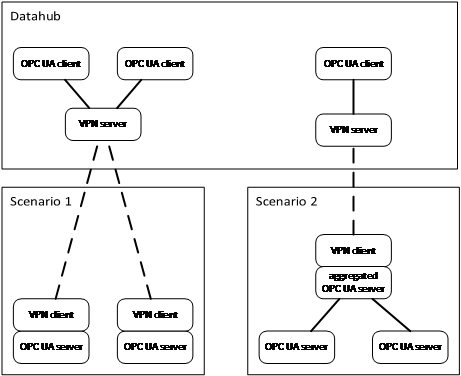 Datahub
OPC UA client
OPC UA client
OPC UA client
VPN server
VPN server
Scenario 1
Scenario 2
VPN client
aggregated
OPC UA server
VPN client
VPN client
OPC UA server
OPC UA server
OPC UA server
OPC UA server